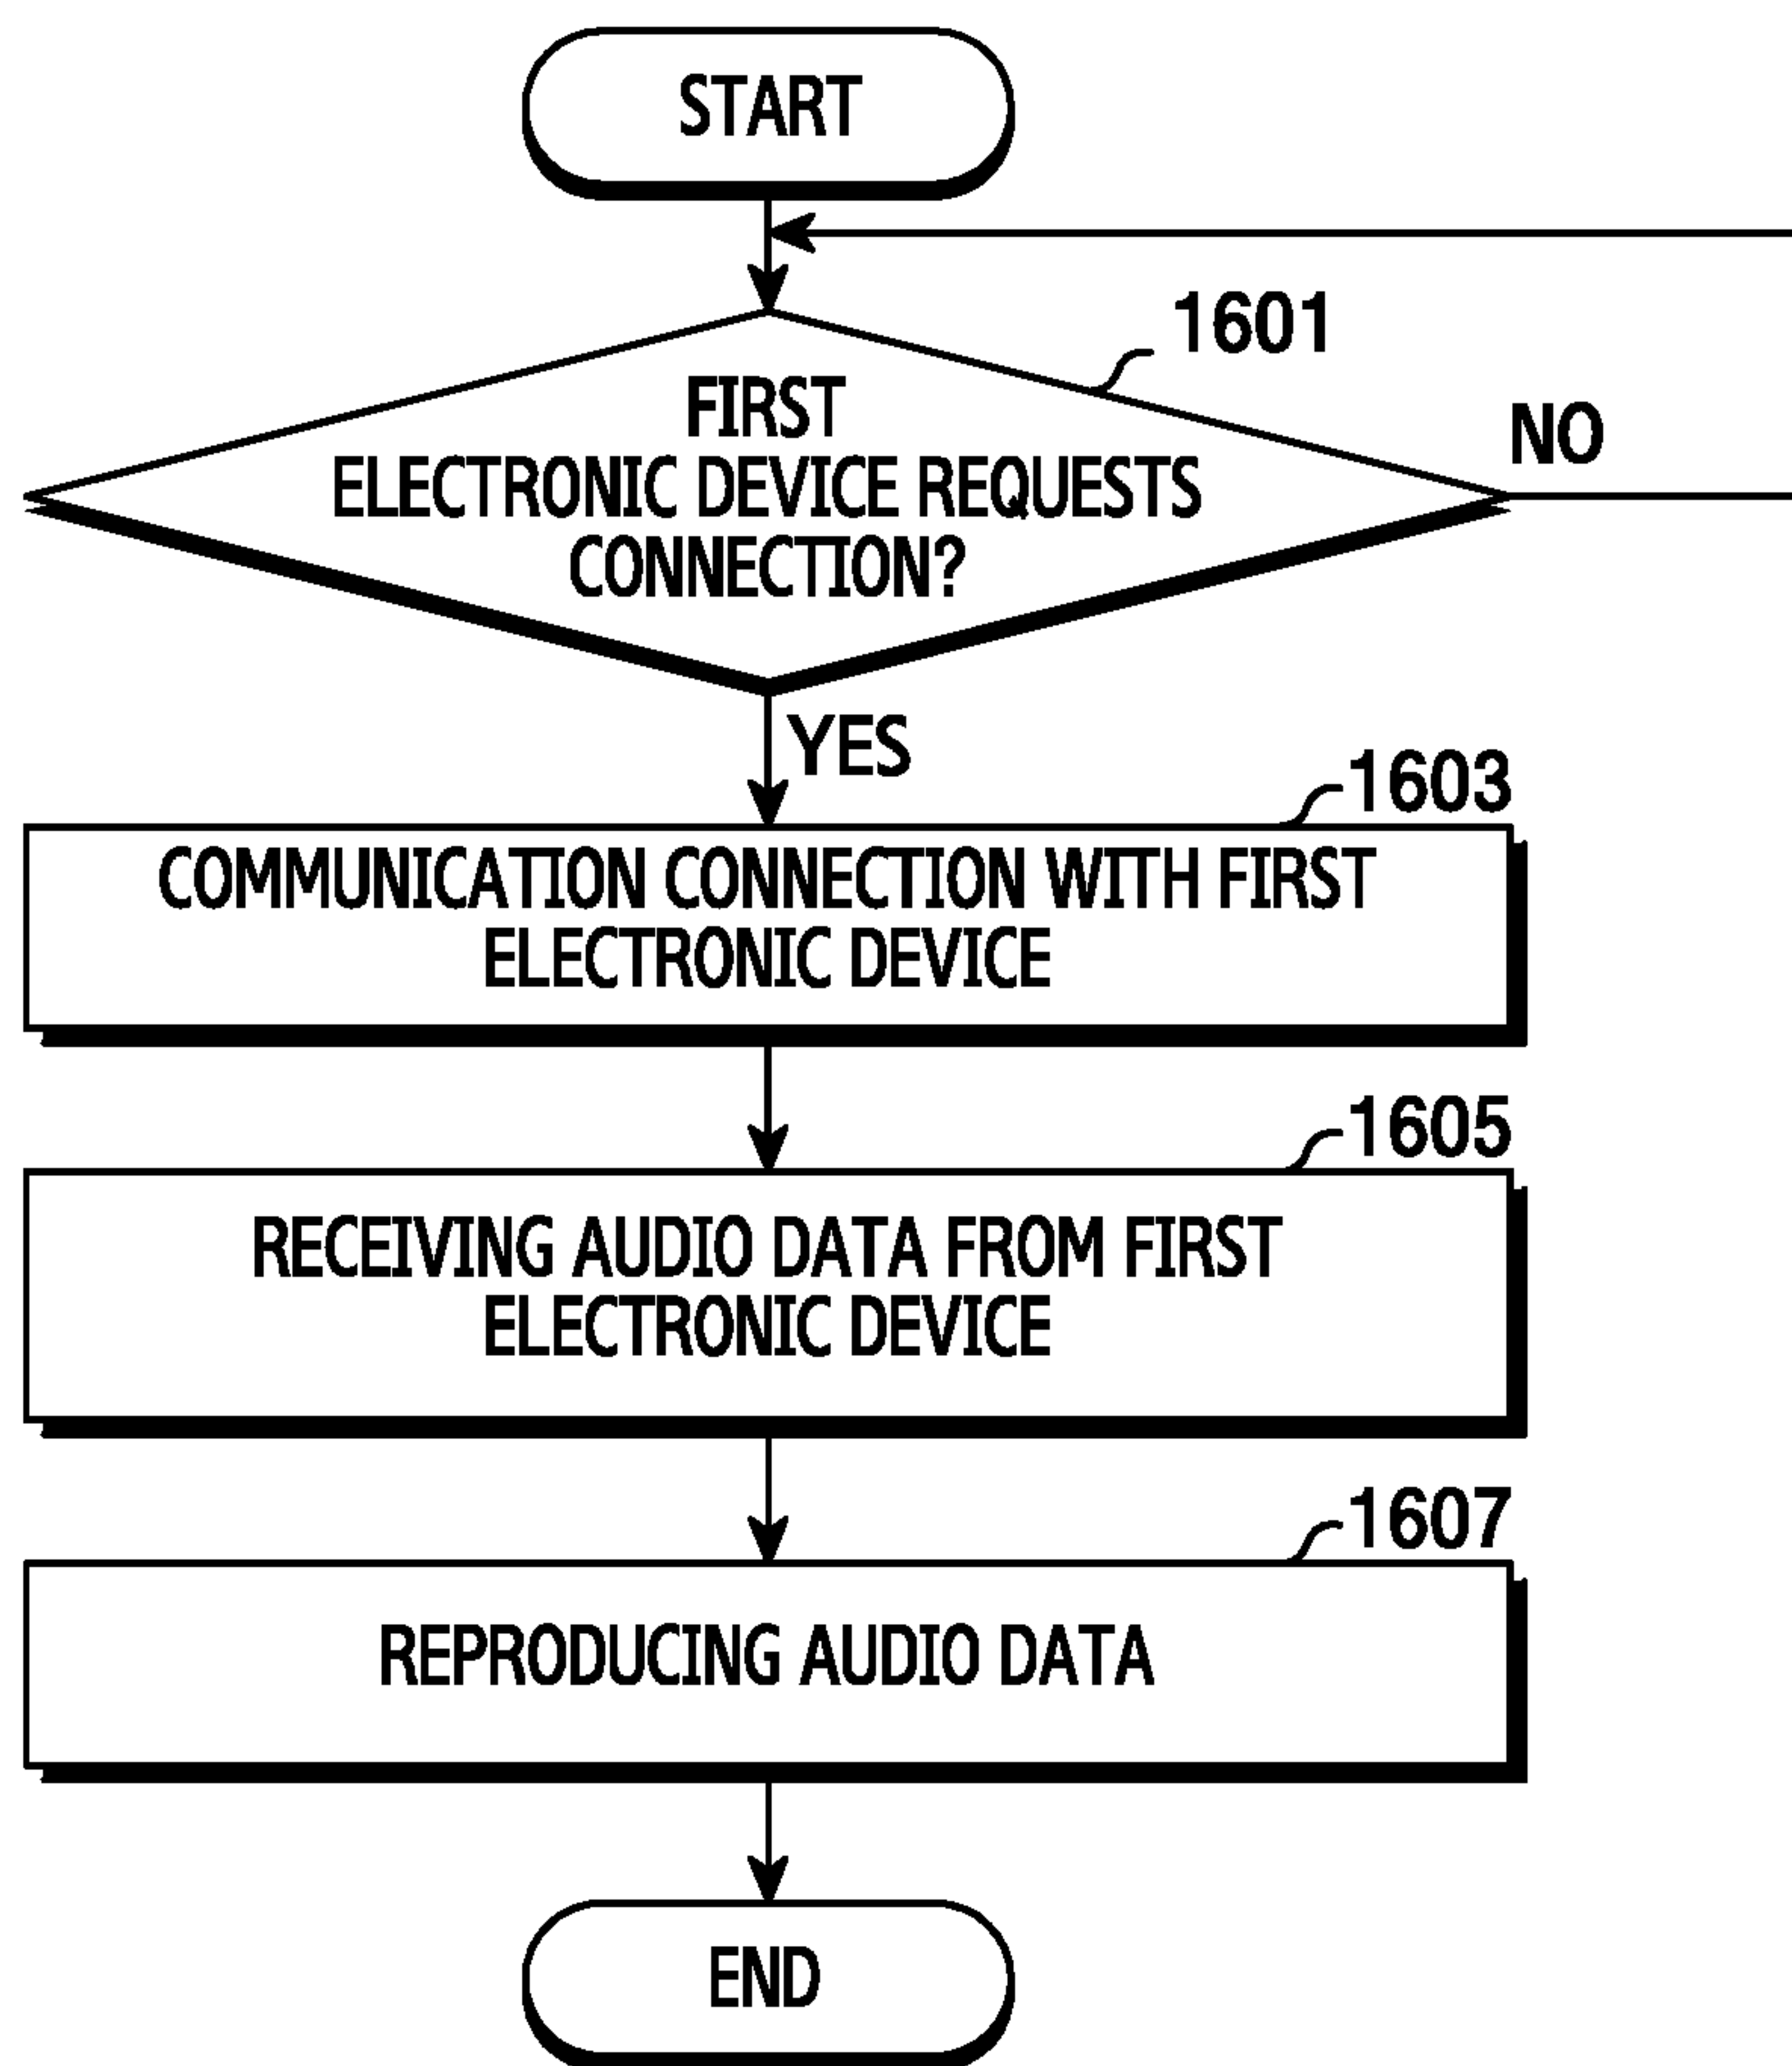 START
1601
FIRST
ELECTRONIC DEVICE REQUESTS
CONNECTION?
NO
YES
1603
COMMUNICATION CONNECTION WITH FIRST
ELECTRONIC DEVICE
1605
RECEIVING AUDIO DATA FROM FIRST
ELECTRONIC DEVICE
1607
REPRODUCING AUDIO DATA
END